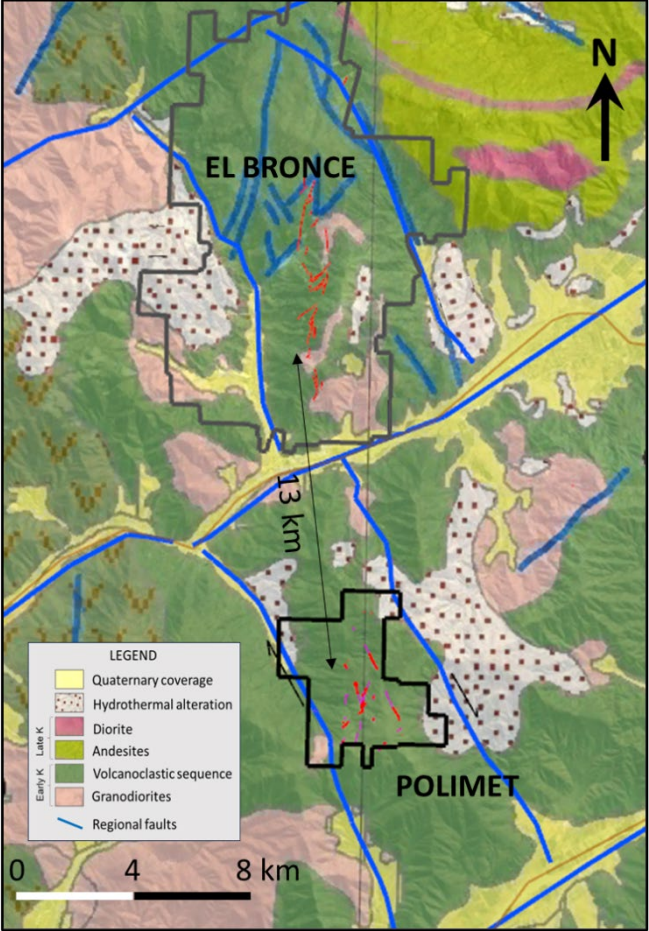 N
EL BRONCE
13 km
LEGEND
Quaternary coverage
Hydrothermal alteration
Late K
Diorite
Andesites
Early K
Volcanoclastic sequence
Granodiorites
Regional faults
POLIMET
0 4 8 km